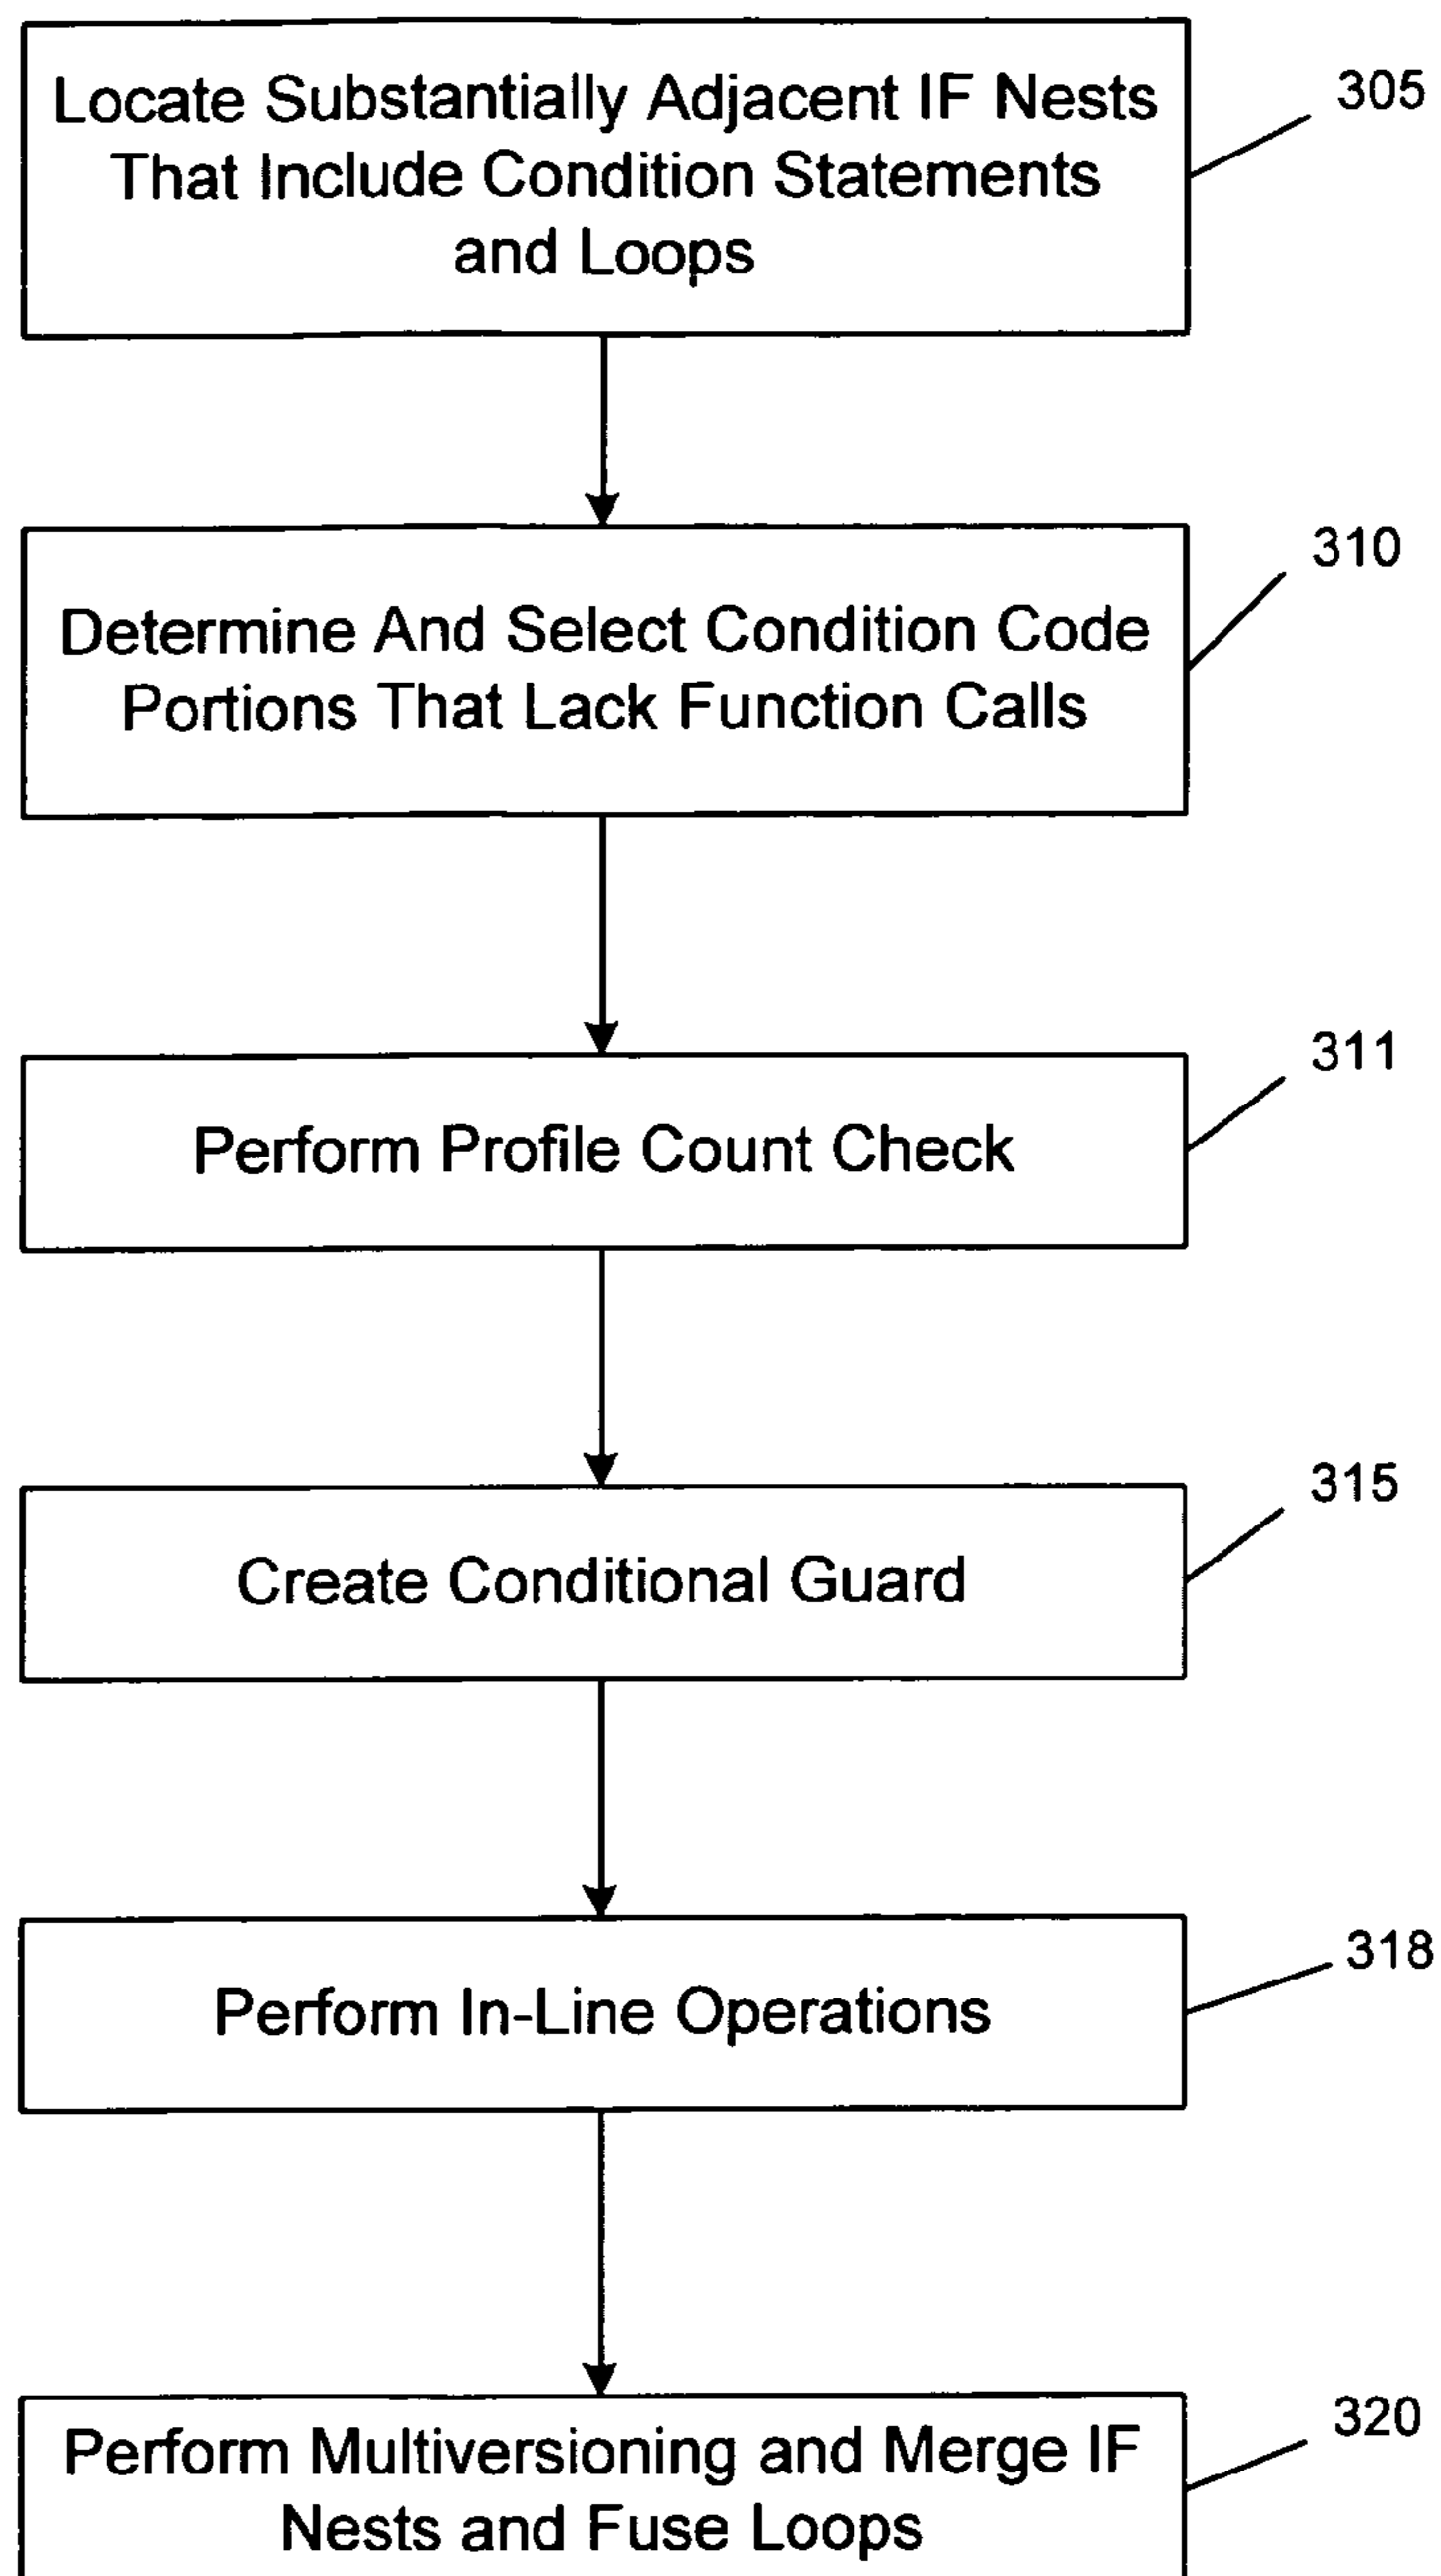 Locate Substantially Adjacent IF Nests
That Include Condition Statements
and Loops
305
Determine And Select Condition Code
Portions That Lack Function Calls
310
Perform Profile Count Check
311
Create Conditional Guard
315
Perform In-Line Operations
318
Perform Multiversioning and Merge IF
Nests and Fuse Loops
320